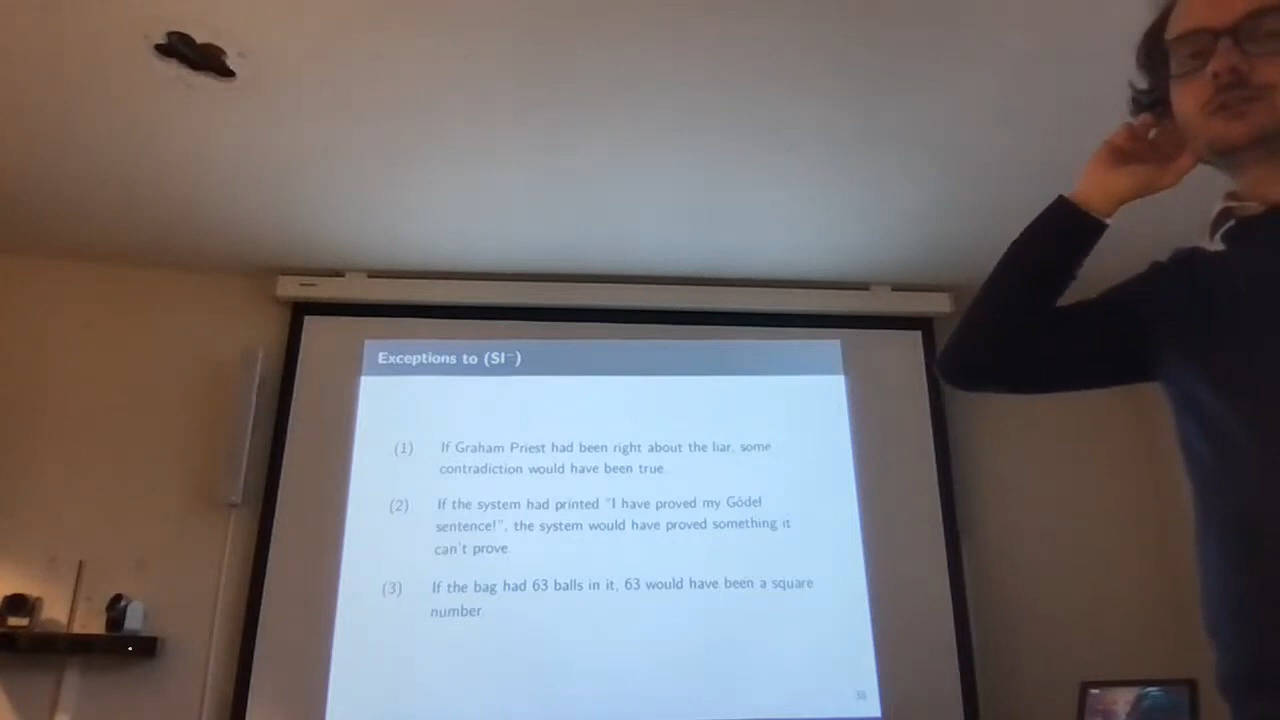 Exceptions to (SI⁻)
(1) If Graham Priest had been right about the liar, some
contradiction would have been true.
(2) If the system had printed "I have proved my Gödel
sentence!", the system would have proved something it
can't prove.
(3) If the bag had 63 balls in it, 63 would have been a square
number.